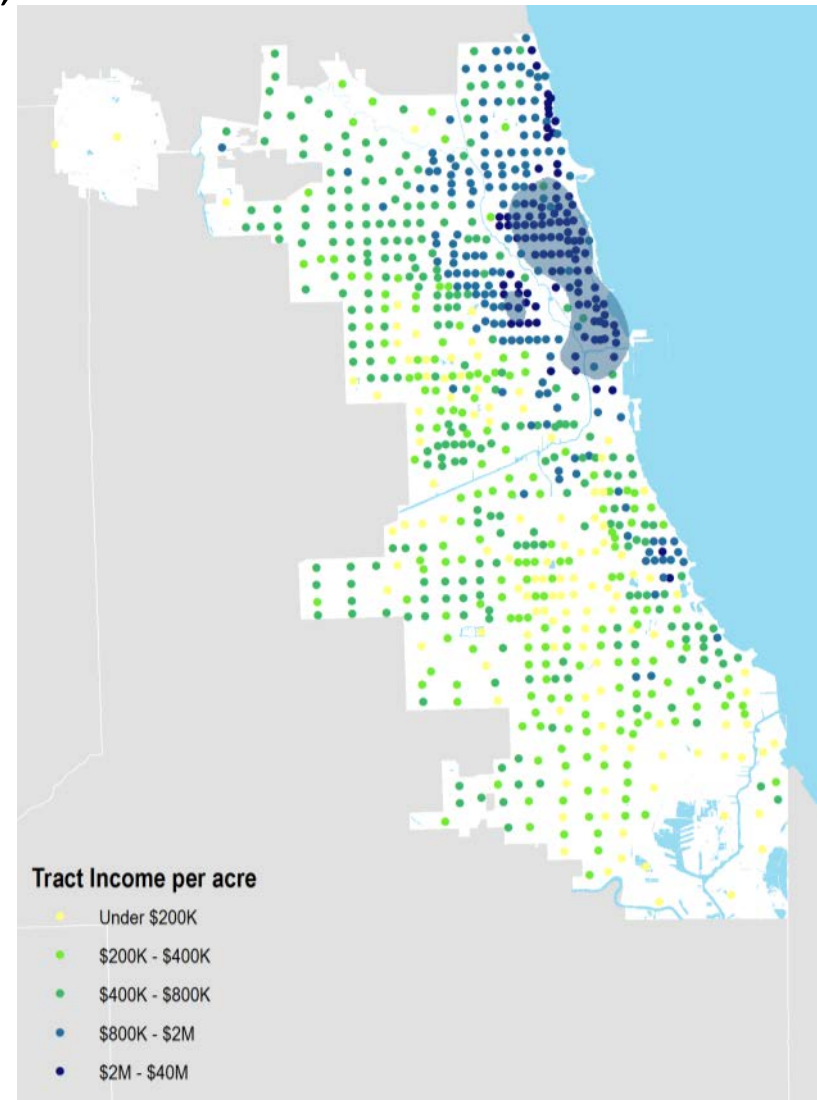 )
Tract Income per acre
Under $200K
$200K - $400K
$400K - $800K
$800K - $2M
$2M - $40M